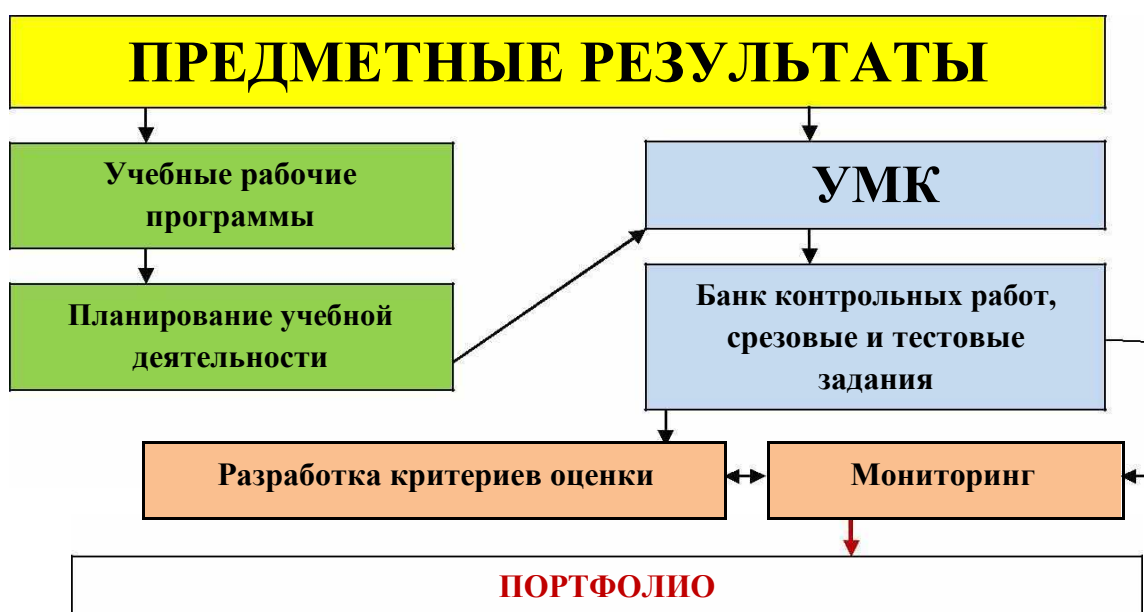 ПРЕДМЕТНЫЕ РЕЗУЛЬТАТЫ
Учебные рабочие
программы
УМК
Планирование учебной
деятельности
Банк контрольных работ,
срезовые и тестовые
задания
Разработка критериев оценки
Мониторинг
ПОРТФОЛИО